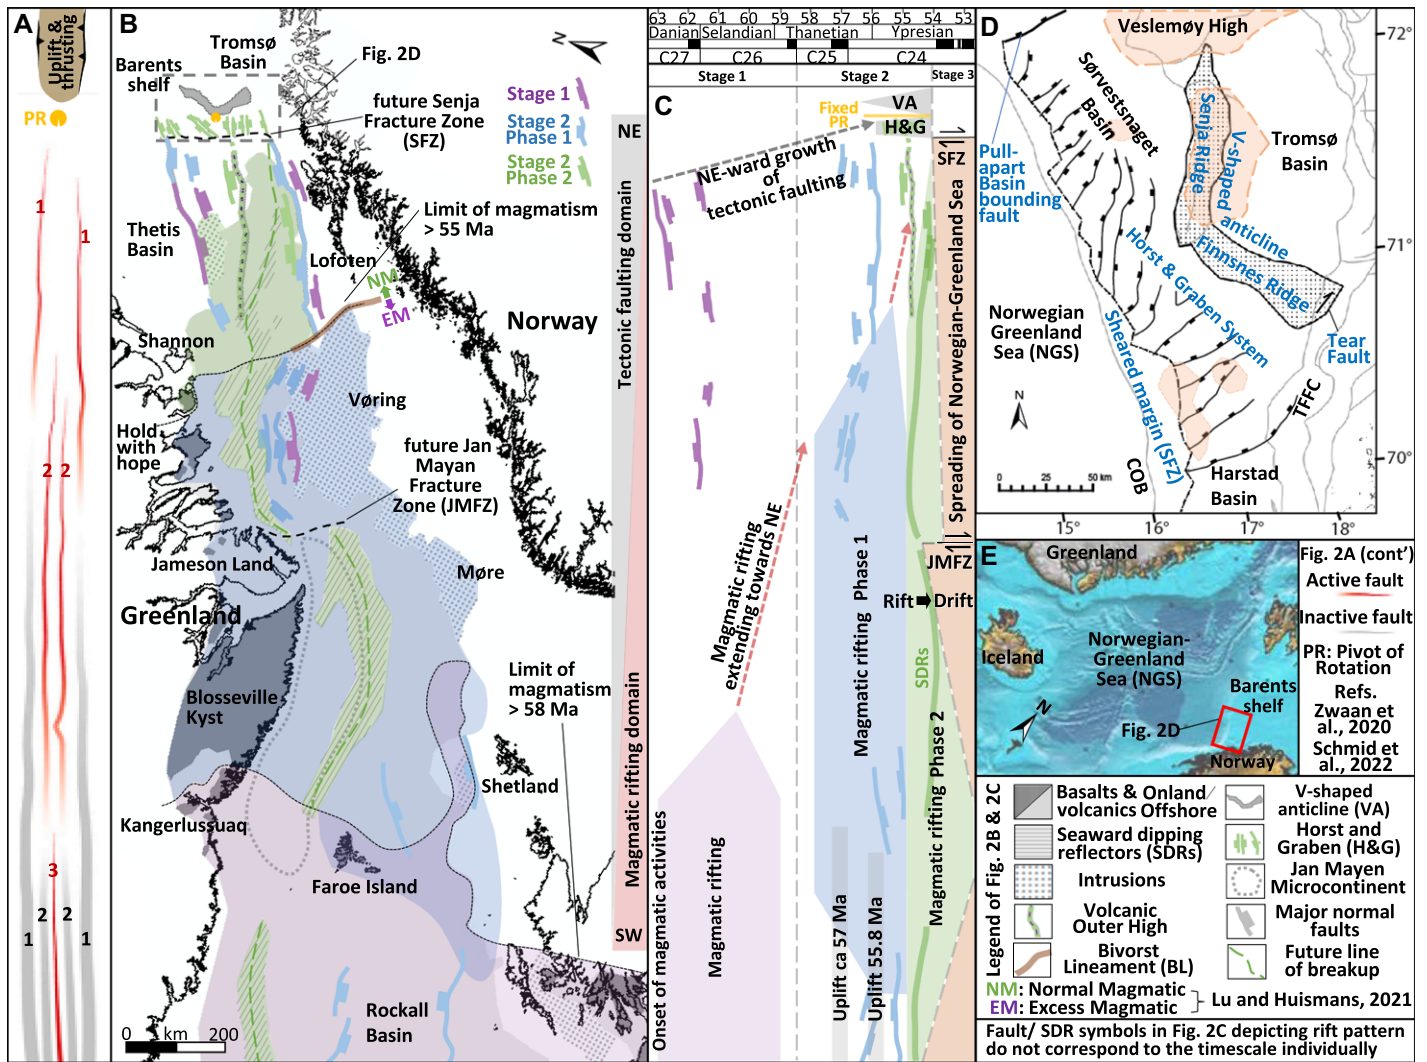 A
Uplift &
thrusting
PR
1
1
2
2
3
2
2
1
1
B
Tromsø
Basin
Barents
shelf
Fig. 2D
N
future Senja
Fracture Zone
(SFZ)
Stage 1
Stage 2
Phase 1
Stage 2
Phase 2
NE
Limit of magmatism
> 55 Ma
Thetis
Basin
Lofoten
NM
EM
Norway
Shannon
Vøring
Hold
with
hope
future Jan
Mayan
Fracture
Zone (JMFZ)
Jameson Land
Møre
Greenland
Blosseville
Kyst
Limit of
magmatism
> 58 Ma
Shetland
Kangerlussuaq
Faroe Island
Rockall
Basin
0 km 200
Tectonic faulting domain
Magmatic rifting domain
SW
63 62 61 60 59 58 57 56 55 54 53
Danian Selandian Thanetian Ypresian
C27 C26 C25 C24
Stage 1 Stage 2 Stage 3
C
Fixed
PR
VA
H&G
NE-ward growth
of
tectonic faulting
SFZ
Spreading of Norwegian-Greenland Sea
Magmatic rifting
extending towards NE
Magmatic rifting Phase 1
JMFZ
Rift Drift
SDRs
Magmatic rifting Phase 2
Onset of magmatic activities
Magmatic rifting
Uplift ca 57 Ma
Uplift 55.8 Ma
D
Veslemøy High
72°
Sørvestsnaget
Basin
Senja Ridge
V-shaped anticline
Tromsø
Basin
Pull-
apart
Basin
bounding
fault
71°
Finnsnes Ridge
Horst & Graben System
Norwegian
Greenland
Sea (NGS)
Sheared margin (SFZ)
Tear
Fault
N
TFFC
70°
0 25 50 km
COB
Harstad
Basin
15° 16° 17° 18°
E
Greenland
Iceland
Norwegian-
Greenland
Sea (NGS)
Barents
shelf
N
Fig. 2D
Norway
Fig. 2A (cont')
Active fault
Inactive fault
PR: Pivot of
Rotation
Refs.
Zwaan et
al., 2020
Schmid et
al., 2022
Legend of Fig. 2B & 2C
Basalts & Onland/
volcanics Offshore
Seaward dipping
reflectors (SDRs)
Intrusions
Volcanic
Outer High
Bivorst
Lineament (BL)
V-shaped
anticline (VA)
Horst and
Graben (H&G)
Jan Mayen
Microcontinent
Major normal
faults
Future line
of breakup
NM: Normal Magmatic
EM: Excess Magmatic
Lu and Huismans, 2021
Fault/ SDR symbols in Fig. 2C depicting rift pattern
do not correspond to the timescale individually